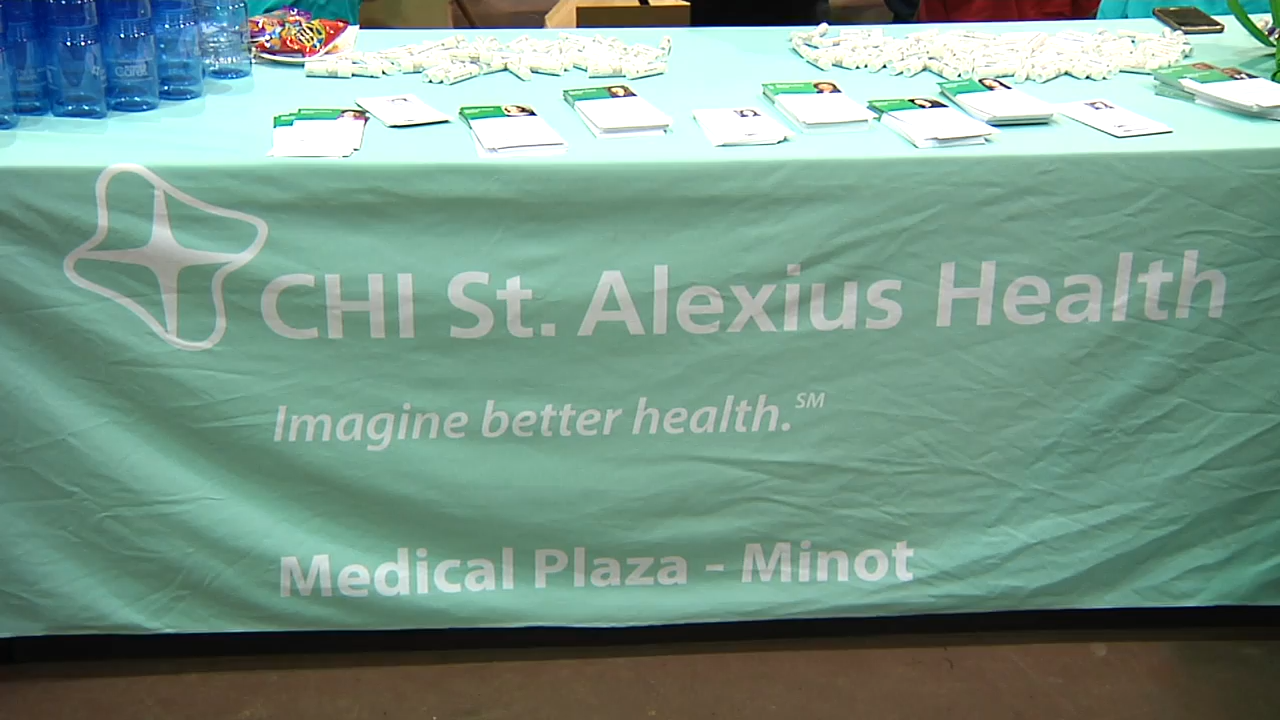 CHI St. Alexius Health
Imagine better health.℠
Medical Plaza - Minot